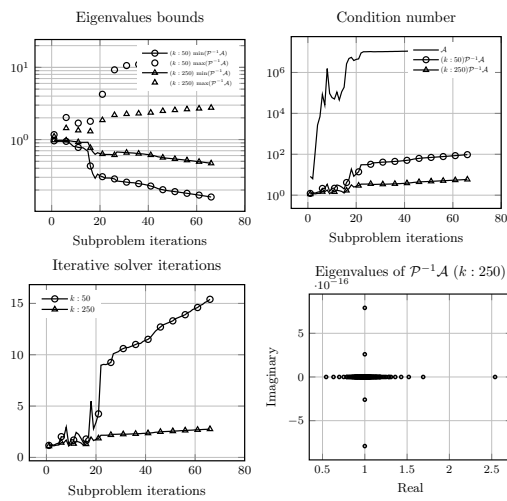 Eigenvalues bounds
10^1
10^0
(k : 50) min(P^{-1}A)
(k : 50) max(P^{-1}A)
(k : 250) min(P^{-1}A)
(k : 250) max(P^{-1}A)
0 20 40 60 80
Subproblem iterations
Condition number
10^6
10^4
10^2
10^0
A
(k : 50)P^{-1}A
(k : 250)P^{-1}A
0 20 40 60 80
Subproblem iterations
Iterative solver iterations
15
10
5
1
k : 50
k : 250
0 20 40 60 80
Subproblem iterations
Eigenvalues of P^{-1}A (k : 250)
·10^{-16}
5
0
−5
Imaginary
0.5 1 1.5 2 2.5
Real